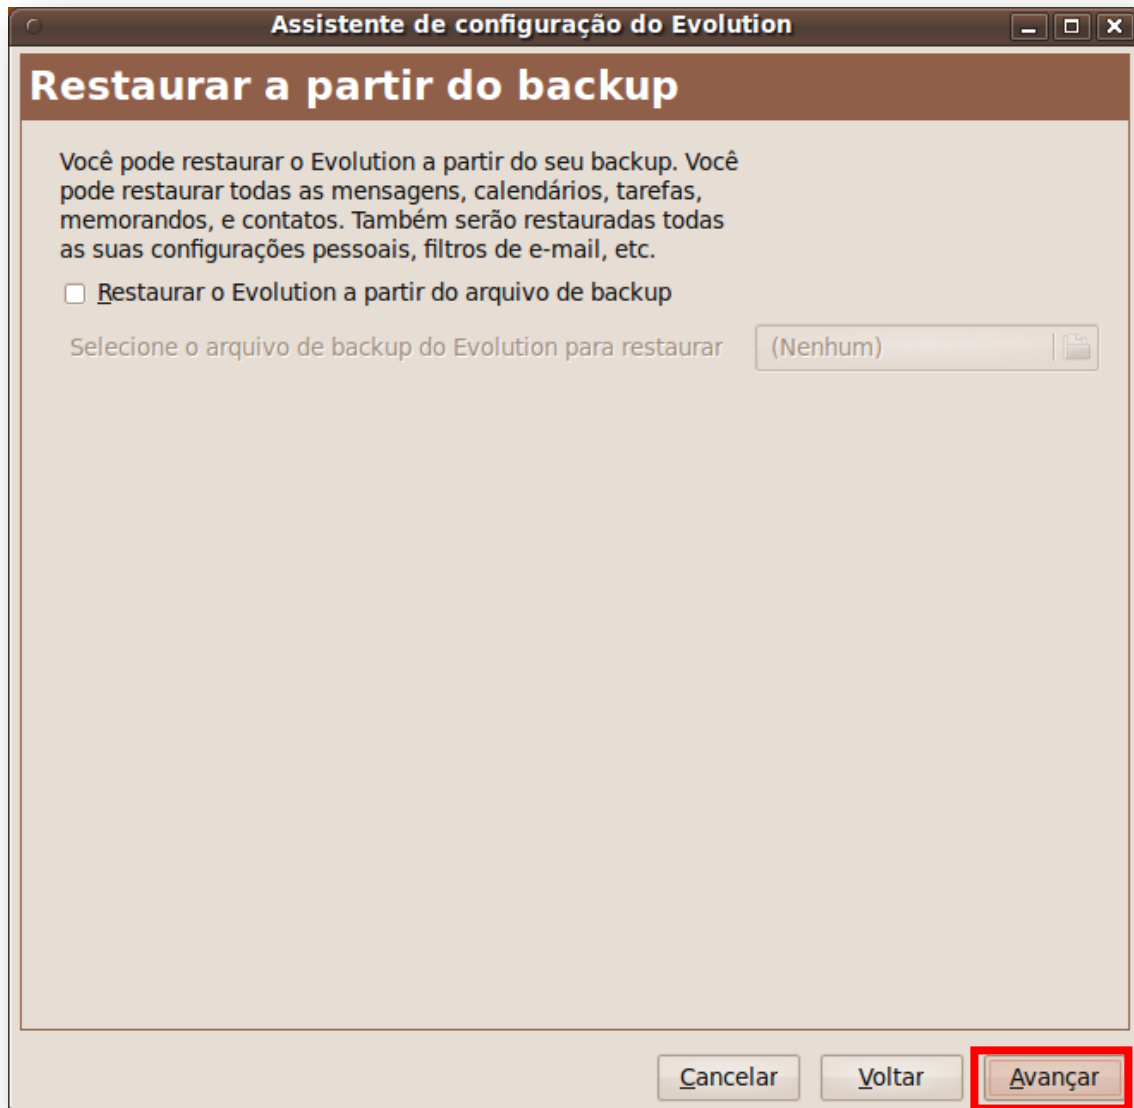 Assistente de configuração do Evolution
Restaurar a partir do backup
Você pode restaurar o Evolution a partir do seu backup. Você
pode restaurar todas as mensagens, calendários, tarefas,
memorandos, e contatos. Também serão restauradas todas
as suas configurações pessoais, filtros de e-mail, etc.
Restaurar o Evolution a partir do arquivo de backup
Selecione o arquivo de backup do Evolution para restaurar (Nenhum)
Cancelar Voltar Avançar